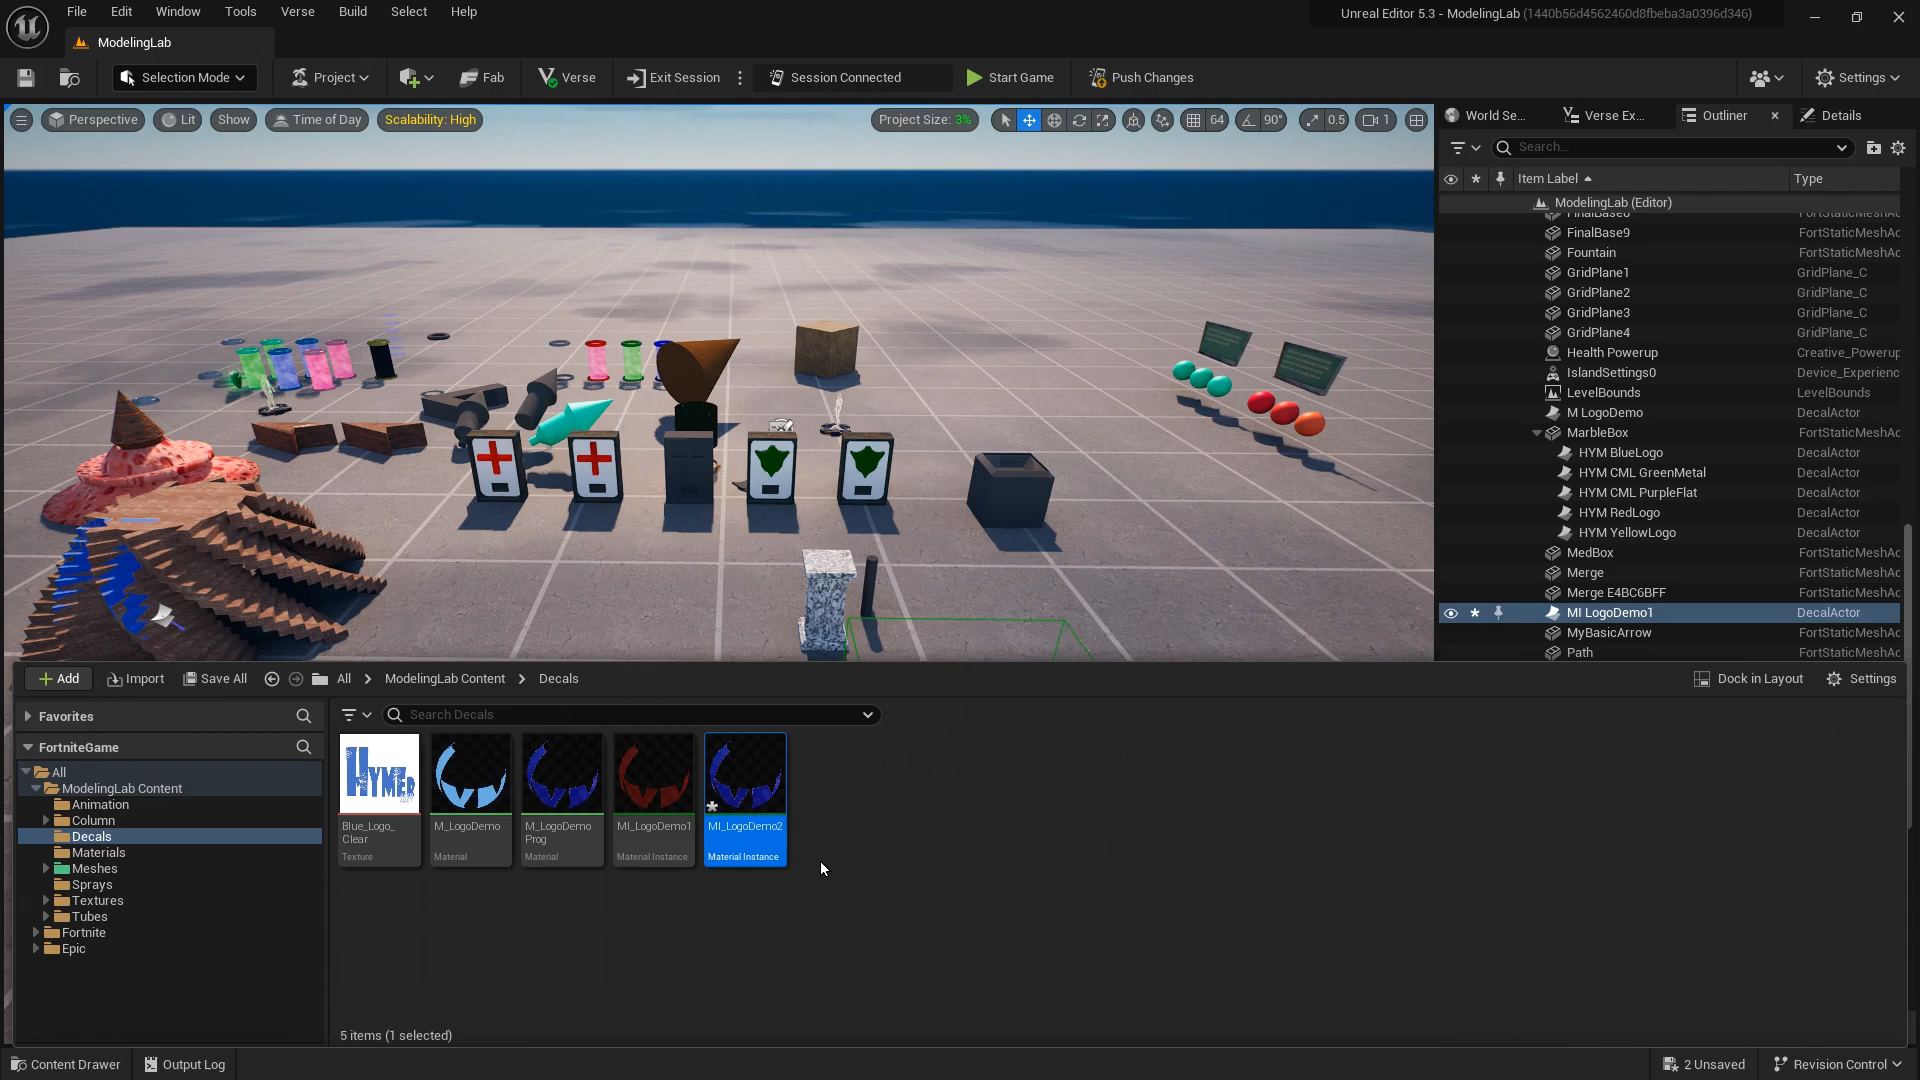 File Edit Window Tools Verse Build Select Help
Unreal Editor 5.3 - ModelingLab (1440b56d4562460d8fbeba3a0396d346)
ModelingLab
Selection Mode Project Fab Verse Exit Session Session Connected Start Game Push Changes Settings
Perspective Lit Show Time of Day Scalability: High Project Size: 3% 64 90° 0.5 1
World Se... Verse Ex... Outliner Details
Search...
Item Label Type
ModelingLab (Editor)
FinalBase8 FortStaticMeshAc
FinalBase9 FortStaticMeshAc
Fountain FortStaticMeshAc
GridPlane1 GridPlane_C
GridPlane2 GridPlane_C
GridPlane3 GridPlane_C
GridPlane4 GridPlane_C
Health Powerup Creative_Powerup
IslandSettings0 Device_Experienc
LevelBounds LevelBounds
M LogoDemo DecalActor
MarbleBox FortStaticMeshAc
HYM BlueLogo DecalActor
HYM CML GreenMetal DecalActor
HYM CML PurpleFlat DecalActor
HYM RedLogo DecalActor
HYM YellowLogo DecalActor
MedBox FortStaticMeshAc
Merge FortStaticMeshAc
Merge E4BC6BFF FortStaticMeshAc
MI LogoDemo1 DecalActor
MyBasicArrow FortStaticMeshAc
Path FortStaticMeshAc
Add Import Save All All ModelingLab Content Decals Dock in Layout Settings
Favorites
Search Decals
FortniteGame
All
ModelingLab Content
Animation
Column
Decals
Materials
Meshes
Sprays
Textures
Tubes
Fortnite
Epic
HYMER
Blue_Logo_
Clear
Texture
M_LogoDemo
Material
M_LogoDemo
Prog
Material
MI_LogoDemo1
Material Instance
MI_LogoDemo2
Material Instance
5 items (1 selected)
Content Drawer Output Log 2 Unsaved Revision Control